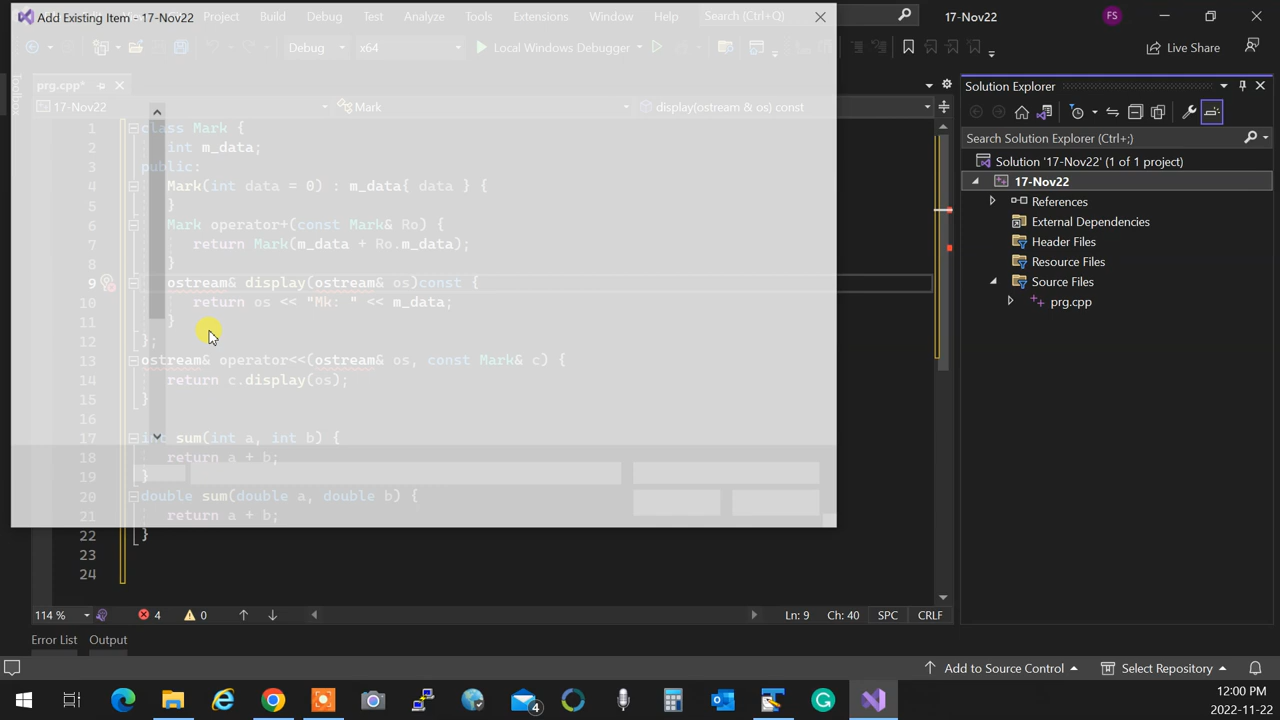 Add Existing Item - 17-Nov22
Project Build Debug Test Analyze Tools Extensions Window Help Search (Ctrl+Q) 17-Nov22 FS
Debug x64 Local Windows Debugger Live Share
Toolbox
prg.cpp*
17-Nov22 Mark display(ostream & os) const
1 class Mark {
2 int m_data;
3 public:
4 Mark(int data = 0) : m_data{ data } {
5 }
6 Mark operator+(const Mark& Ro) {
7 return Mark(m_data + Ro.m_data);
8 }
9 ostream& display(ostream& os)const {
10 return os << "Mk: " << m_data;
11 }
12 };
13 ostream& operator<<(ostream& os, const Mark& c) {
14 return c.display(os);
15 }
16
17 int sum(int a, int b) {
18 return a + b;
19 }
20 double sum(double a, double b) {
21 return a + b;
22 }
23
24
114 % 4 0 Ln: 9 Ch: 40 SPC CRLF
Error List Output
Solution Explorer
Search Solution Explorer (Ctrl+;)
Solution '17-Nov22' (1 of 1 project)
17-Nov22
References
External Dependencies
Header Files
Resource Files
Source Files
prg.cpp
Add to Source Control Select Repository
4
12:00 PM
2022-11-22